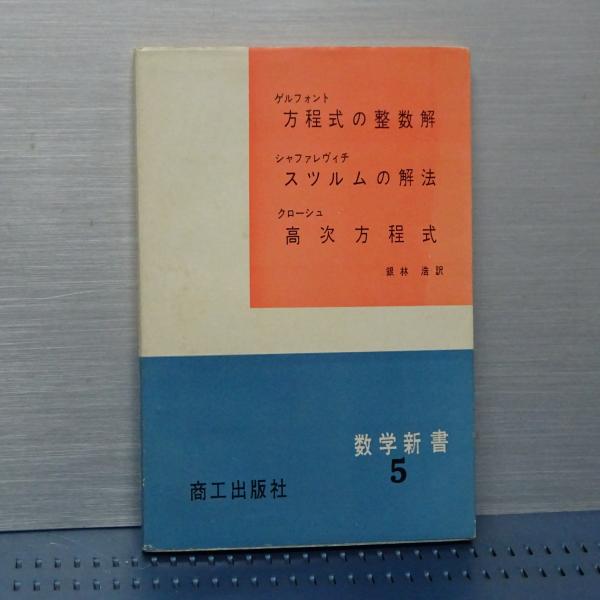 ゲルフォント
方程式の整数解
シャファレヴィチ
スツルムの解法
クローシュ
高次方程式
銀林 浩訳
数学新書
5
商工出版社